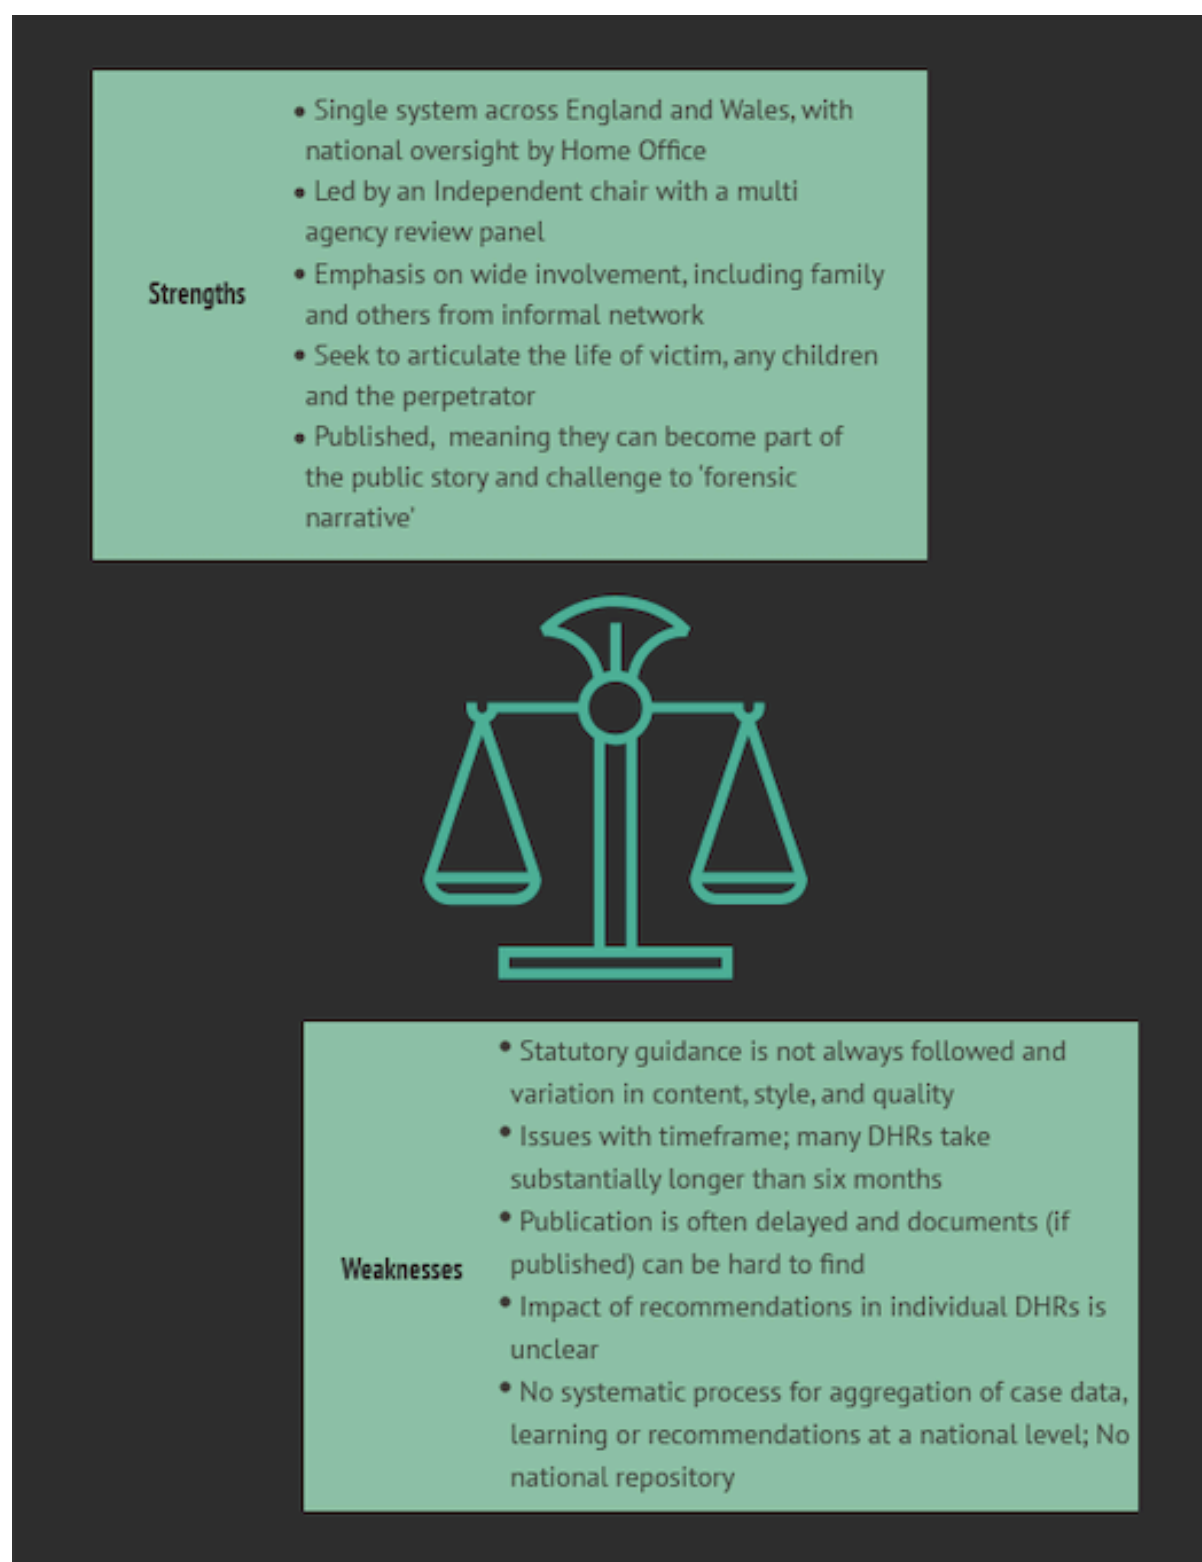 • Single system across England and Wales, with
national oversight by Home Office
• Led by an Independent chair with a multi
agency review panel
• Emphasis on wide involvement, including family
Strengths
and others from informal network
• Seek to articulate the life of victim, any children
and the perpetrator
• Published,  meaning they can become part of
the public story and challenge to ‘forensic
narrative’
• Statutory guidance is not always followed and
variation in content, style, and quality
• Issues with timeframe; many DHRs take
substantially longer than six months
• Publication is often delayed and documents (if
Weaknesses
published) can be hard to find
• Impact of recommendations in individual DHRs is
unclear
• No systematic process for aggregation of case data,
learning or recommendations at a national level; No
national repository